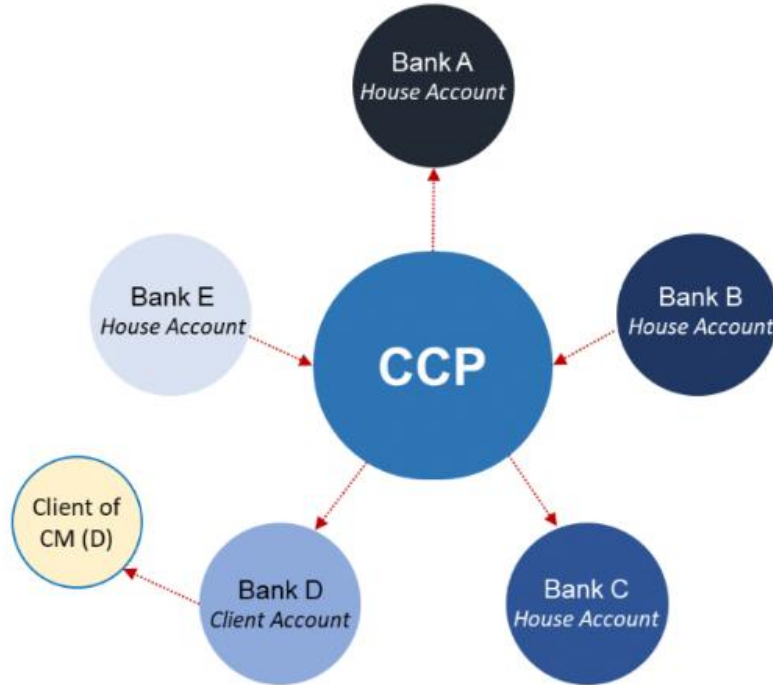 Bank A
House Account
Bank E
House Account
Bank B
House Account
CCP
Client of
CM (D)
Bank D
Client Account
Bank C
House Account